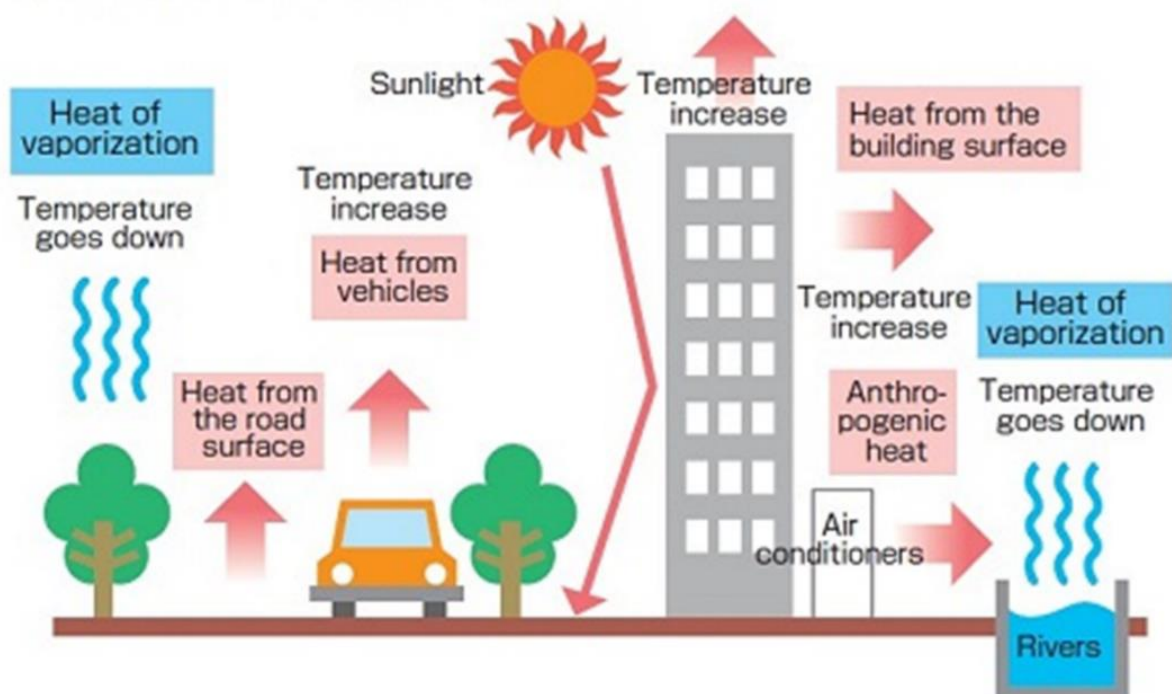 Sunlight
Temperature
increase
Heat of
vaporization
Temperature
goes down
Temperature
increase
Heat from
vehicles
Heat from
the road
surface
Heat from the
building surface
Temperature
increase
Heat of
vaporization
Anthro-
pogenic
heat
Temperature
goes down
Air
conditioners
Rivers